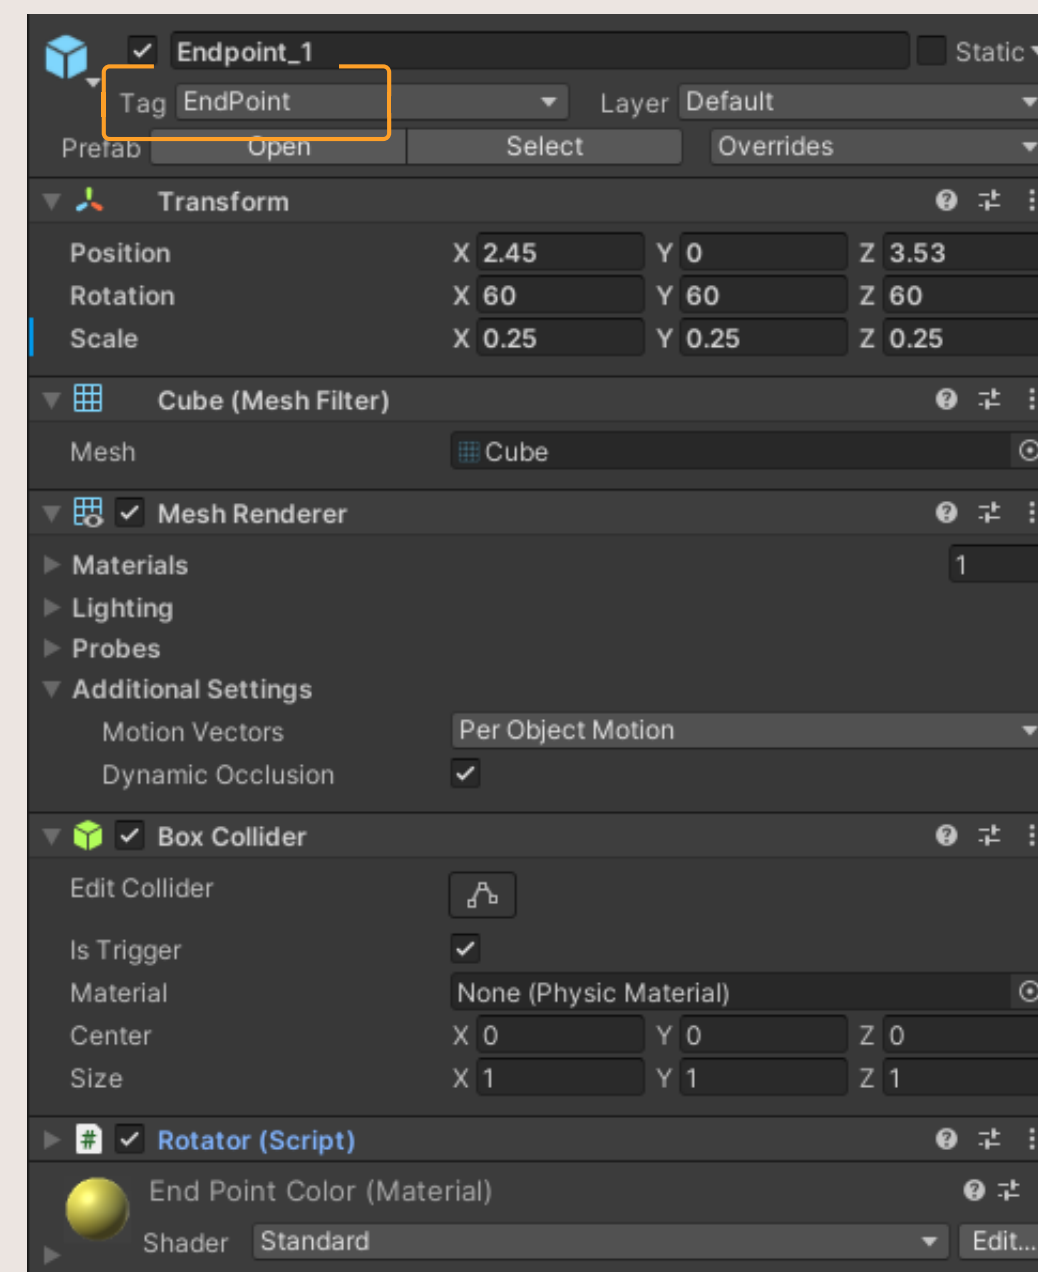 Endpoint_1 Static
Tag EndPoint Layer Default
Prefab Open Select Overrides
Transform
Position X 2.45 Y 0 Z 3.53
Rotation X 60 Y 60 Z 60
Scale X 0.25 Y 0.25 Z 0.25
Cube (Mesh Filter)
Mesh Cube
Mesh Renderer
Materials 1
Lighting
Probes
Additional Settings
Motion Vectors Per Object Motion
Dynamic Occlusion
Box Collider
Edit Collider
Is Trigger
Material None (Physic Material)
Center X 0 Y 0 Z 0
Size X 1 Y 1 Z 1
# Rotator (Script)
End Point Color (Material)
Shader Standard Edit...